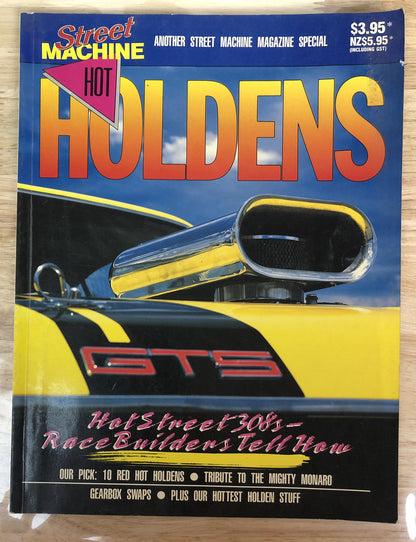 Street
MACHINE
ANOTHER STREET MACHINE MAGAZINE SPECIAL
$3.95*
NZ$5.95*
(INCLUDING GST)
HOT
HOLDENS
GTS
Hot Street 308s–
Race Builders Tell How
OUR PICK: 10 RED HOT HOLDENS ● TRIBUTE TO THE MIGHTY MONARO
GEARBOX SWAPS ● PLUS OUR HOTTEST HOLDEN STUFF